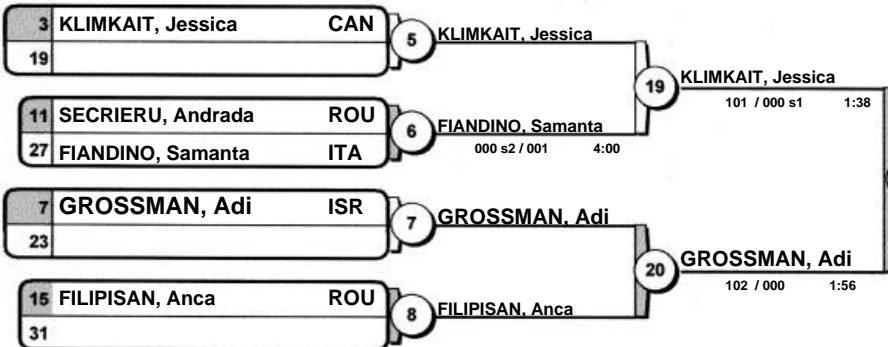 3 KLIMKAIT, Jessica CAN
19
5 KLIMKAIT, Jessica
11 SECRIERU, Andrada ROU
27 FIANDINO, Samanta ITA
6 FIANDINO, Samanta
000 s2 / 001 4:00
19 KLIMKAIT, Jessica
101 / 000 s1 1:38
7 GROSSMAN, Adi ISR
23
7 GROSSMAN, Adi
15 FILIPISAN, Anca ROU
31
8 FILIPISAN, Anca
20 GROSSMAN, Adi
102 / 000 1:56